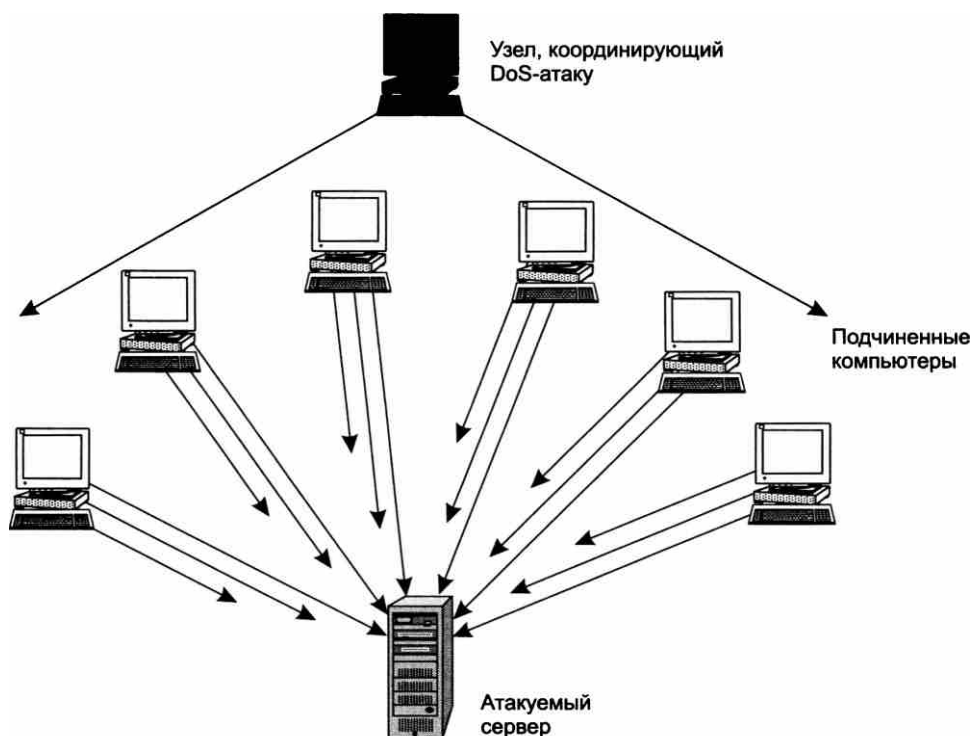 Узел, координирующий
DoS-атаку
Подчиненные
компьютеры
Атакуемый
сервер